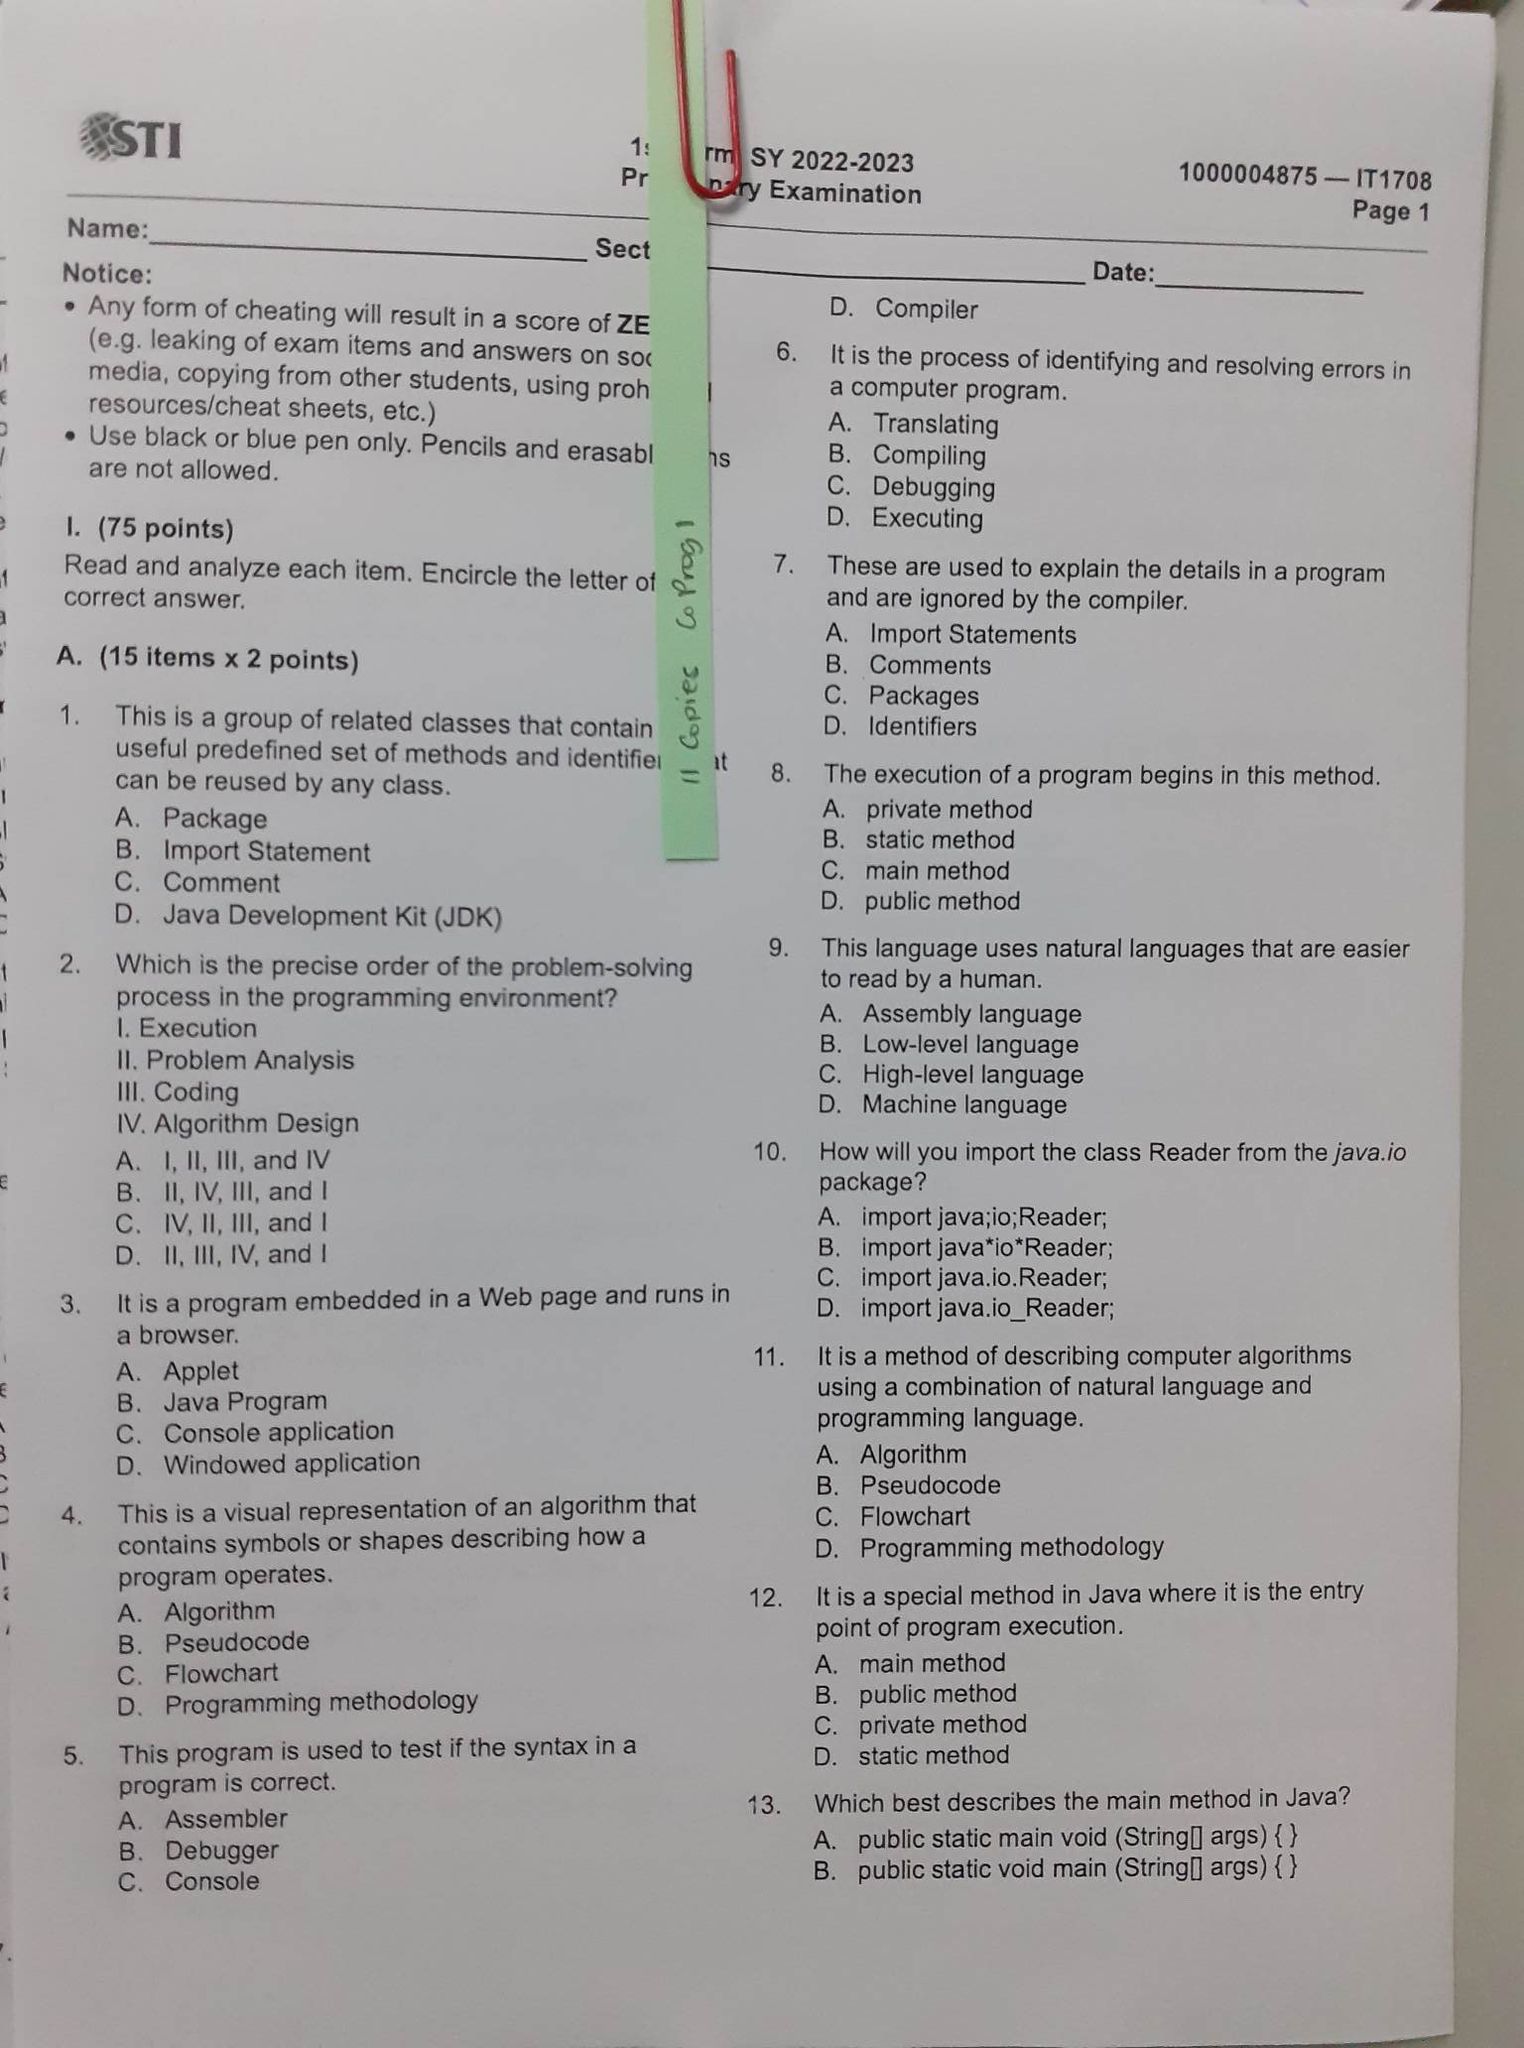 STI
rm SY 2022-2023
Pr nary Examination
1000004875 — IT1708
Page 1
Name:
Sect
Date:
Notice:
• Any form of cheating will result in a score of ZE
(e.g. leaking of exam items and answers on soc
media, copying from other students, using proh
resources/cheat sheets, etc.)
• Use black or blue pen only. Pencils and erasabl ns
are not allowed.
I. (75 points)
Read and analyze each item. Encircle the letter of
correct answer.
A. (15 items x 2 points)
1. This is a group of related classes that contain
useful predefined set of methods and identifie at
can be reused by any class.
A. Package
B. Import Statement
C. Comment
D. Java Development Kit (JDK)
2. Which is the precise order of the problem-solving
process in the programming environment?
I. Execution
II. Problem Analysis
III. Coding
IV. Algorithm Design
A. I, II, III, and IV
B. II, IV, III, and I
C. IV, II, III, and I
D. II, III, IV, and I
3. It is a program embedded in a Web page and runs in
a browser.
A. Applet
B. Java Program
C. Console application
D. Windowed application
4. This is a visual representation of an algorithm that
contains symbols or shapes describing how a
program operates.
A. Algorithm
B. Pseudocode
C. Flowchart
D. Programming methodology
5. This program is used to test if the syntax in a
program is correct.
A. Assembler
B. Debugger
C. Console
11 Copies CoProg 1
D. Compiler
6. It is the process of identifying and resolving errors in
a computer program.
A. Translating
B. Compiling
C. Debugging
D. Executing
7. These are used to explain the details in a program
and are ignored by the compiler.
A. Import Statements
B. Comments
C. Packages
D. Identifiers
8. The execution of a program begins in this method.
A. private method
B. static method
C. main method
D. public method
9. This language uses natural languages that are easier
to read by a human.
A. Assembly language
B. Low-level language
C. High-level language
D. Machine language
10. How will you import the class Reader from the java.io
package?
A. import java;io;Reader;
B. import java*io*Reader;
C. import java.io.Reader;
D. import java.io_Reader;
11. It is a method of describing computer algorithms
using a combination of natural language and
programming language.
A. Algorithm
B. Pseudocode
C. Flowchart
D. Programming methodology
12. It is a special method in Java where it is the entry
point of program execution.
A. main method
B. public method
C. private method
D. static method
13. Which best describes the main method in Java?
A. public static main void (String[] args) { }
B. public static void main (String[] args) { }